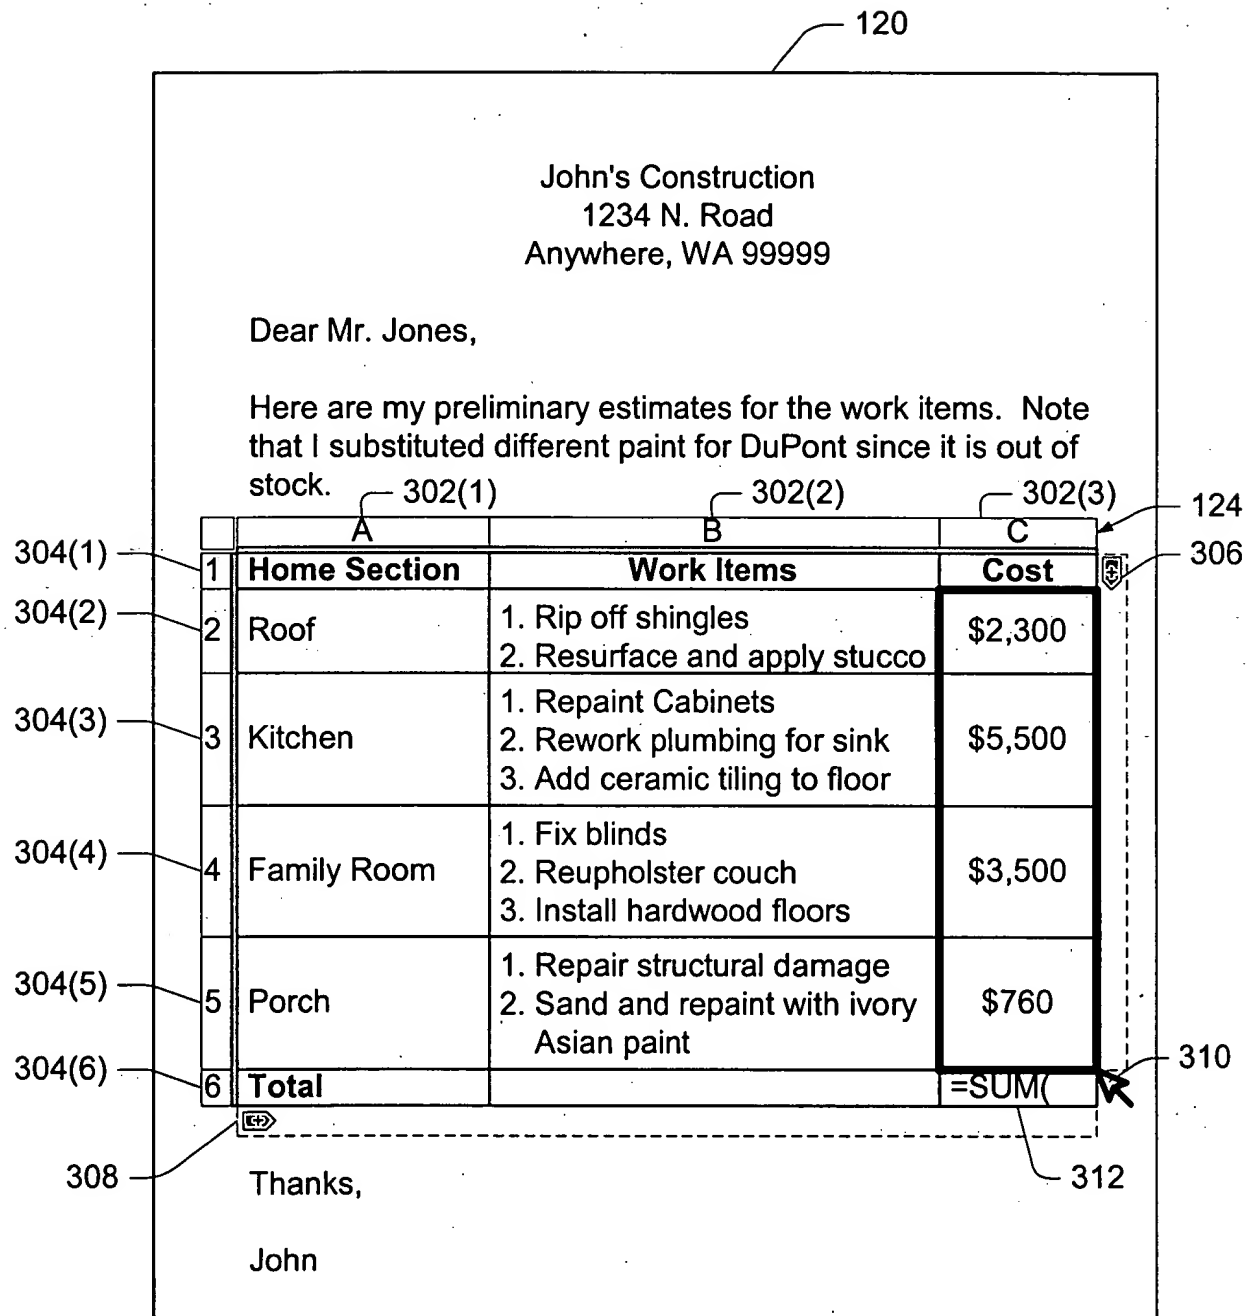 120
John's Construction
1234 N. Road
Anywhere, WA 99999
Dear Mr. Jones,
Here are my preliminary estimates for the work items. Note
that I substituted different paint for DuPont since it is out of
stock.
302(1) 302(2) 302(3)
124
A B C
304(1) 306
1 Home Section Work Items Cost
304(2)
2 Roof 1. Rip off shingles $2,300
2. Resurface and apply stucco
304(3)
3 Kitchen 1. Repaint Cabinets $5,500
2. Rework plumbing for sink
3. Add ceramic tiling to floor
304(4)
4 Family Room 1. Fix blinds $3,500
2. Reupholster couch
3. Install hardwood floors
304(5)
5 Porch 1. Repair structural damage $760
2. Sand and repaint with ivory
Asian paint
304(6) 310
6 Total =SUM(
308 312
Thanks,
John